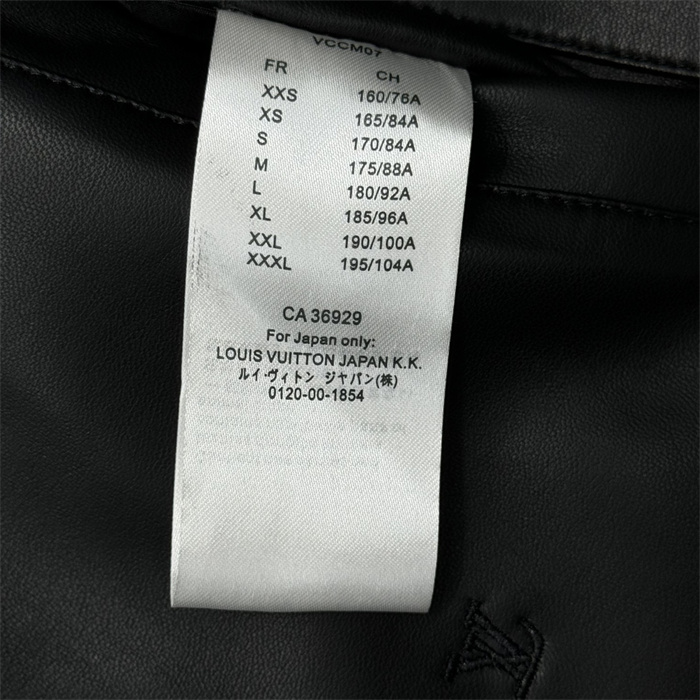 VCCM07
FR CH
XXS 160/76A
XS 165/84A
S 170/84A
M 175/88A
L 180/92A
XL 185/96A
XXL 190/100A
XXXL 195/104A
CA 36929
For Japan only:
LOUIS VUITTON JAPAN K.K.
ルイ・ヴィトン ジャパン(株)
0120-00-1854
LV